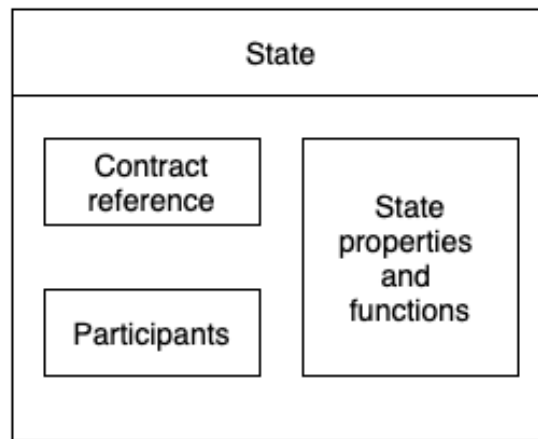 State
Contract
reference
Participants
State
properties
and
functions